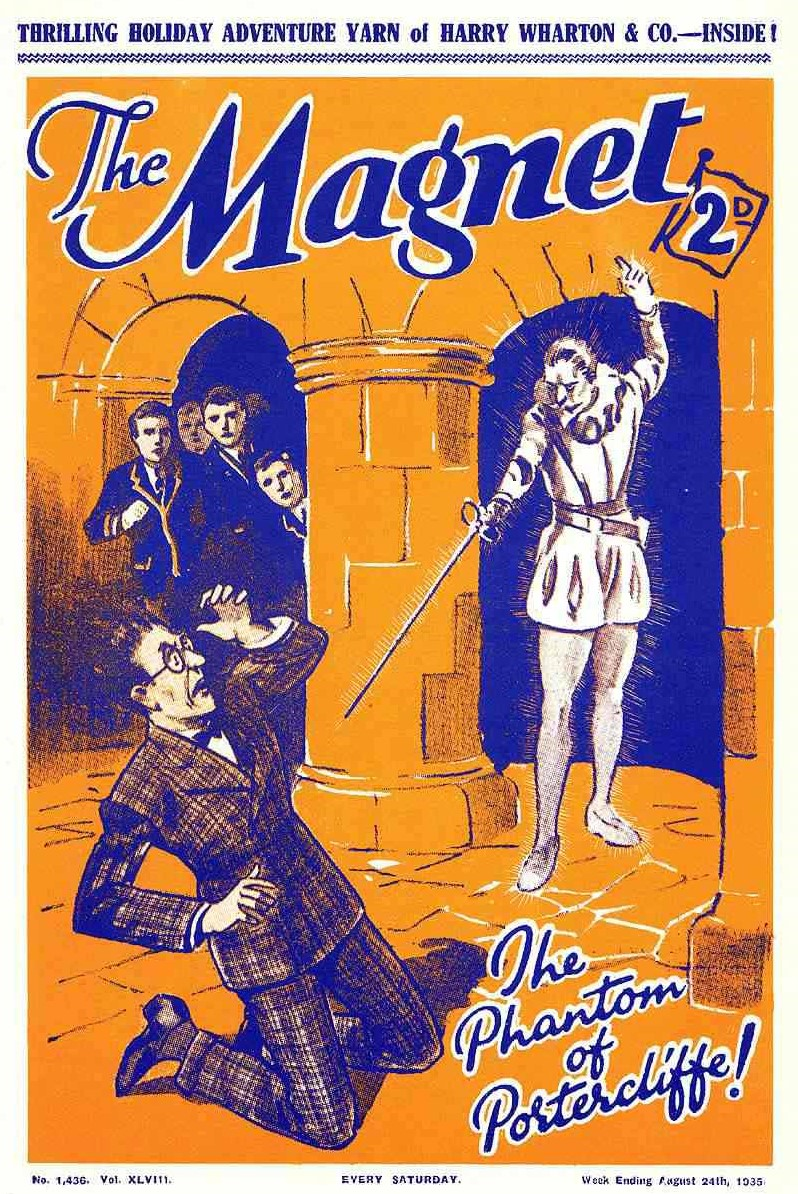 THRILLING HOLIDAY ADVENTURE YARN of HARRY WHARTON & CO.—INSIDE!
The Magnet
2D
The
Phantom
of
Portercliffe!
No. 1,436. Vol. XLVIII. EVERY SATURDAY. Week Ending August 24th, 1935.